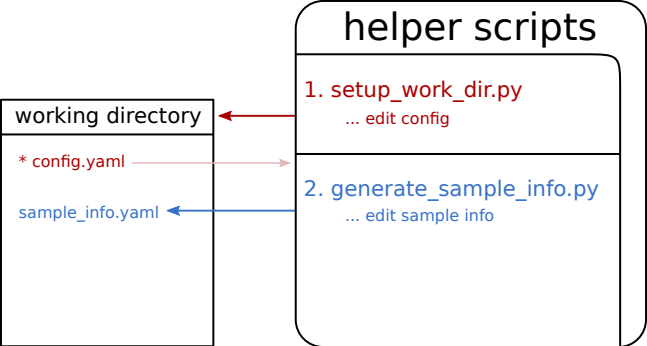 helper scripts
1. setup_work_dir.py
... edit config
working directory
* config.yaml
2. generate_sample_info.py
... edit sample info
sample_info.yaml